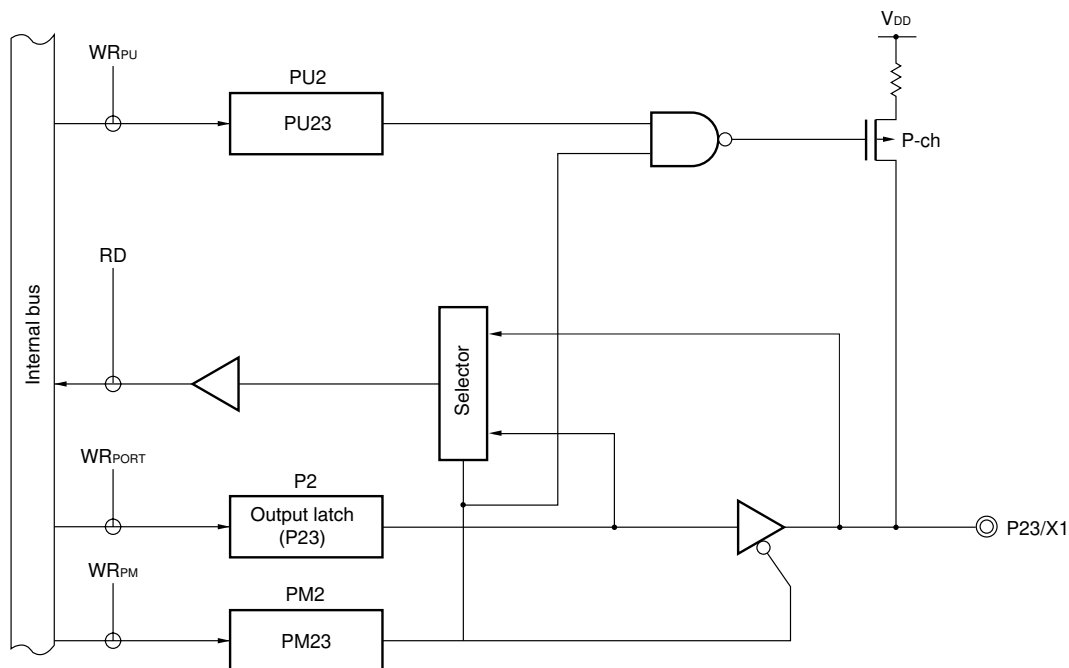 VDD
WRPU
PU2
PU23
P-ch
RD
Internal bus
Selector
WRPORT
P2
Output latch
(P23)
P23/X1
WRPM
PM2
PM23